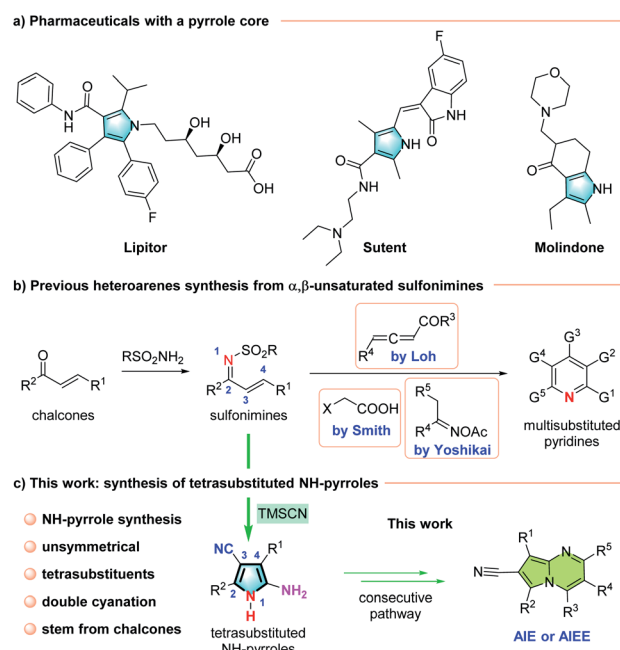 a) Pharmaceuticals with a pyrrole core
O
N
H
N
OH
OH
O
OH
F
Lipitor
F
O
NH
NH
O
NH
N
Sutent
O
N
O
NH
Molindone
b) Previous heteroarenes synthesis from α,β-unsaturated sulfonimines
O
R2
R1
chalcones
RSO2NH2
1
N
SO2R
4
R2
2
3
R1
sulfonimines
COR3
R4
by Loh
X
COOH
by Smith
R5
R4
NOAc
by Yoshikai
G3
G4
G2
G5
N
G1
multisubstituted
pyridines
c) This work: synthesis of tetrasubstituted NH-pyrroles
NH-pyrrole synthesis
unsymmetrical
tetrasubstituents
double cyanation
stem from chalcones
TMSCN
NC
3
4
R1
R2
2
N
1
NH2
H
tetrasubstituted
NH-pyrroles
This work
consecutive
pathway
R1
N
R5
N
N
R4
R2
R3
AIE or AIEE